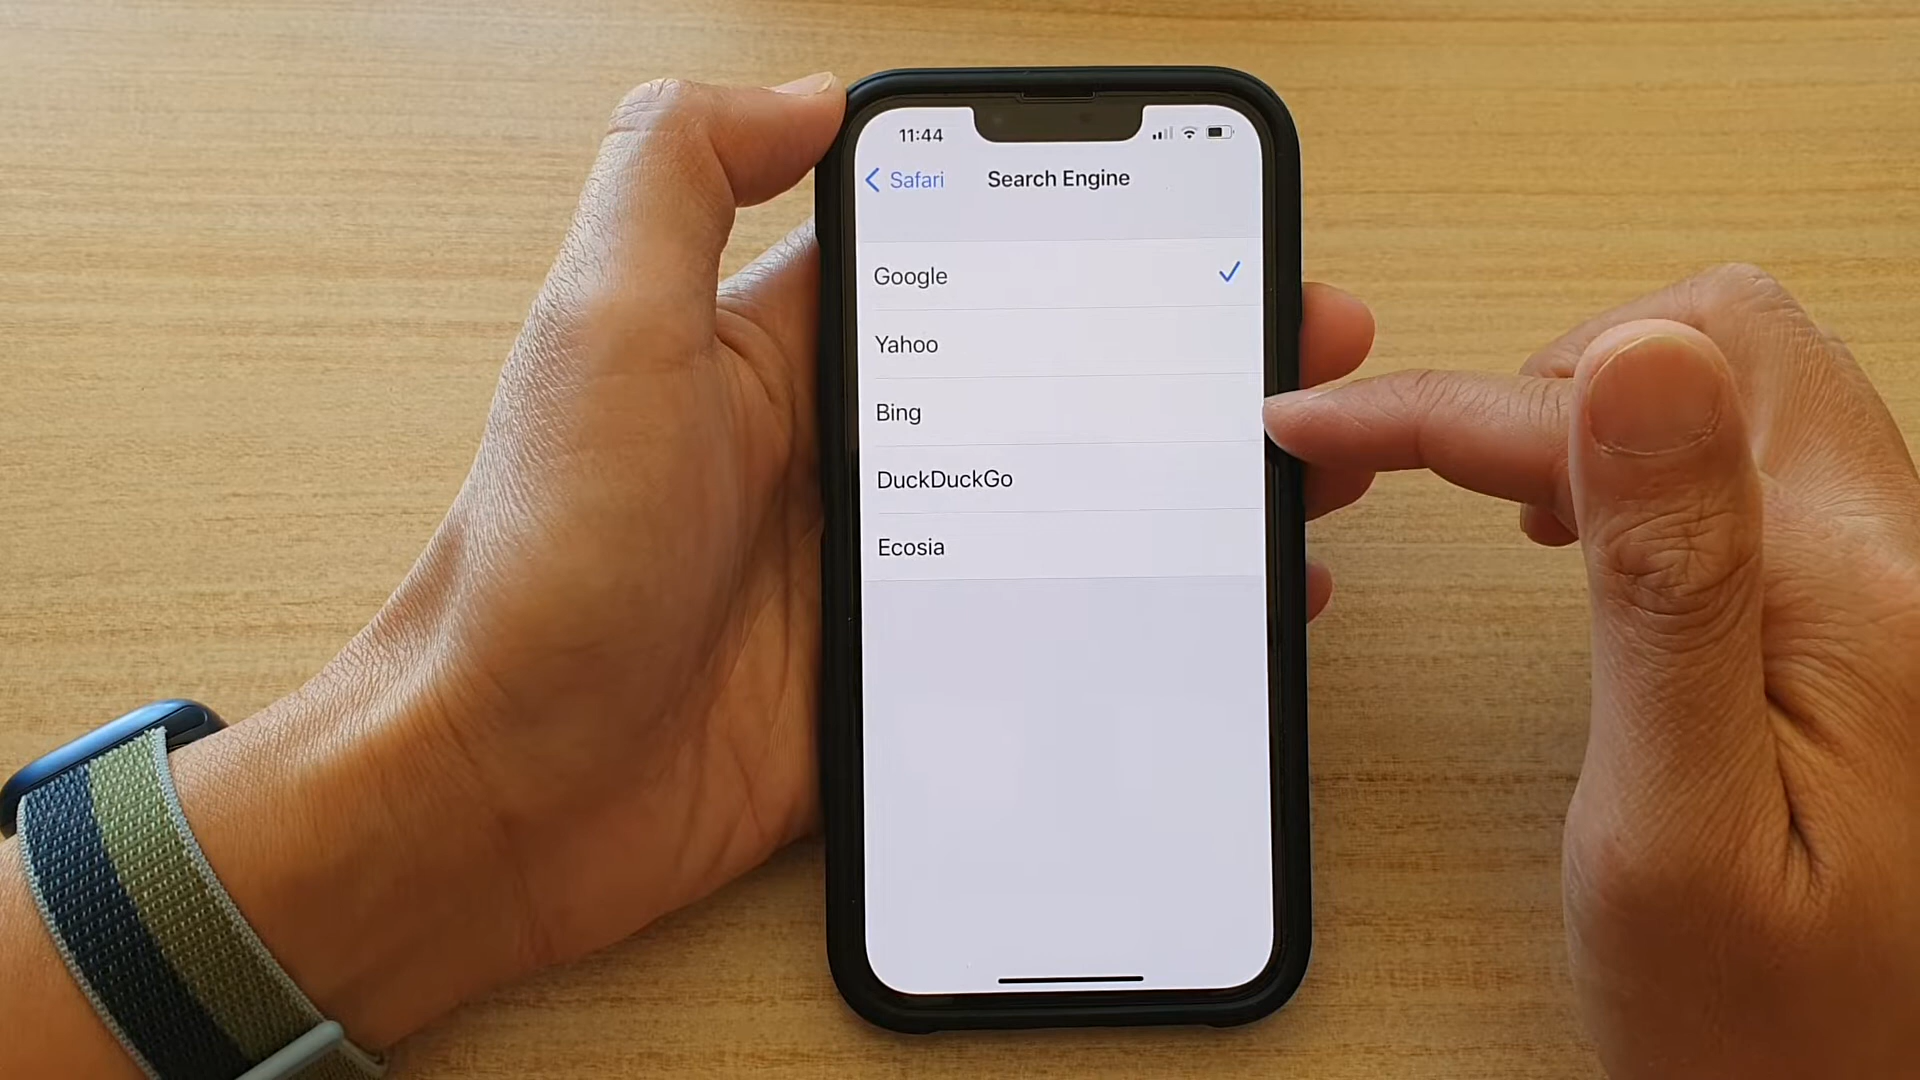 11:44
Safari
Search Engine
Google
Yahoo
Bing
DuckDuckGo
Ecosia